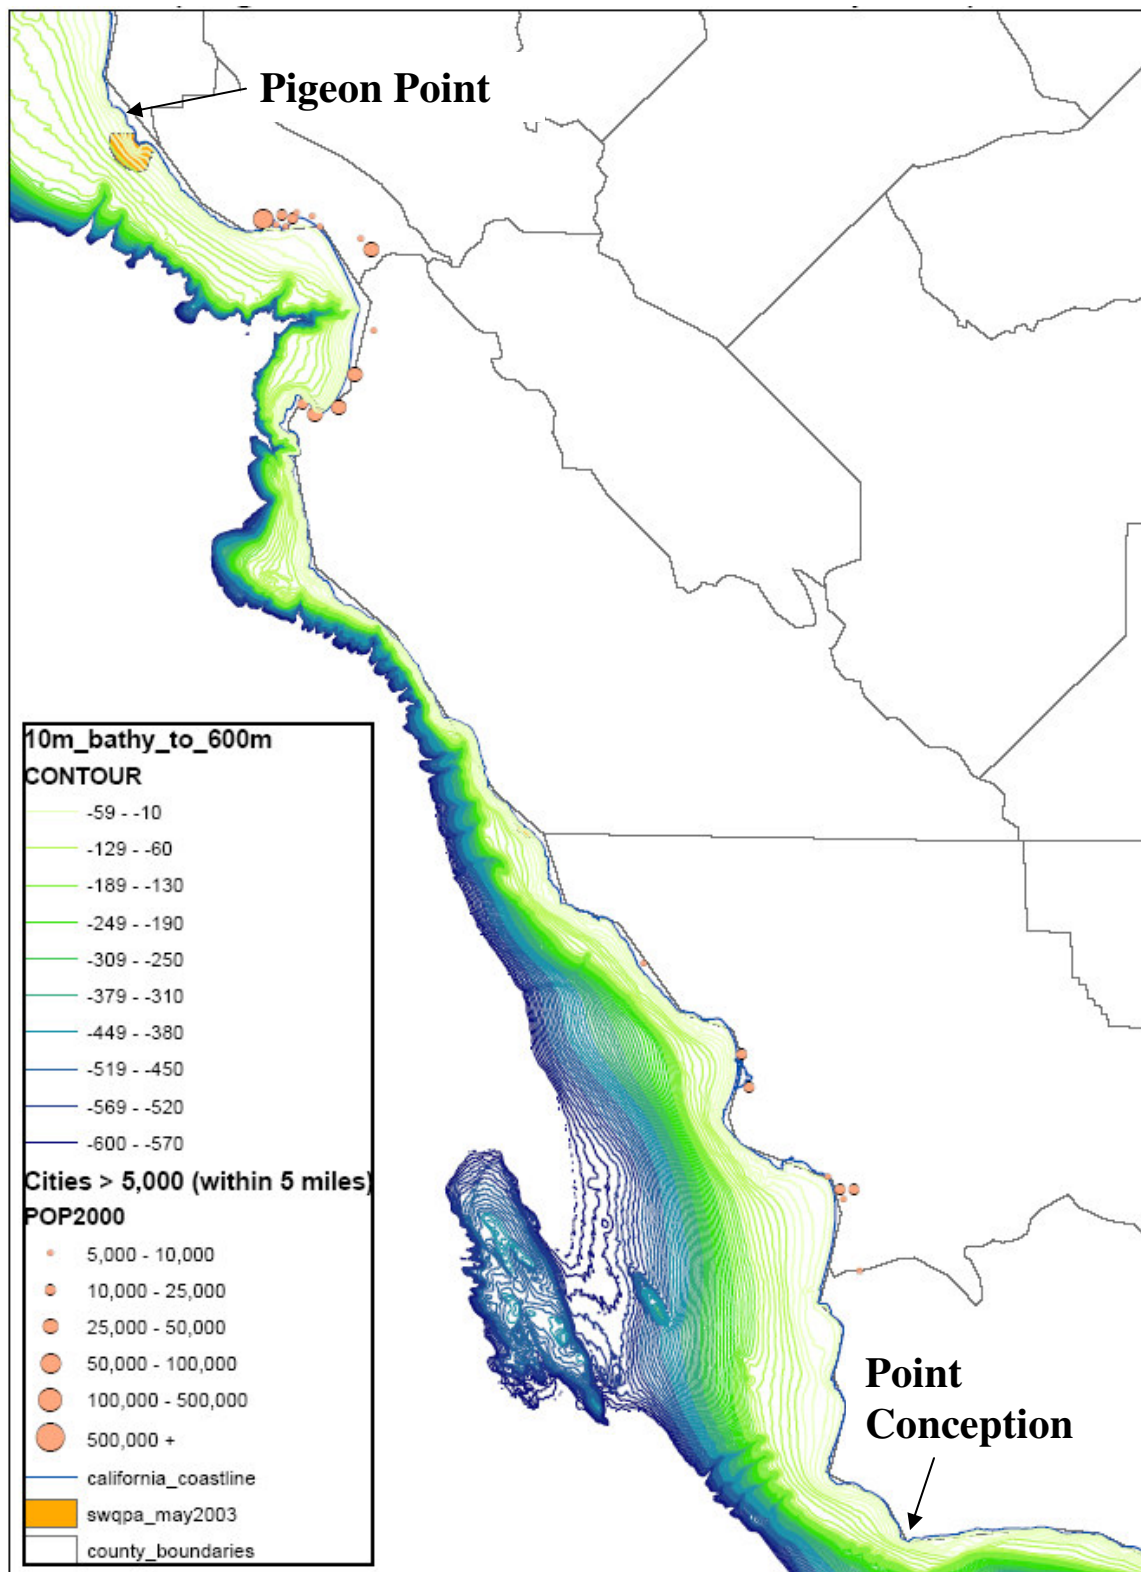 Pigeon Point
10m_bathy_to_600m
CONTOUR
-59 - -10
-129 - -60
-189 - -130
-249 - -190
-309 - -250
-379 - -310
-449 - -380
-519 - -450
-569 - -520
-600 - -570
Cities > 5,000 (within 5 miles)
POP2000
5,000 - 10,000
10,000 - 25,000
25,000 - 50,000
50,000 - 100,000
100,000 - 500,000
500,000 +
california_coastline
swqpa_may2003
county_boundaries
Point
Conception